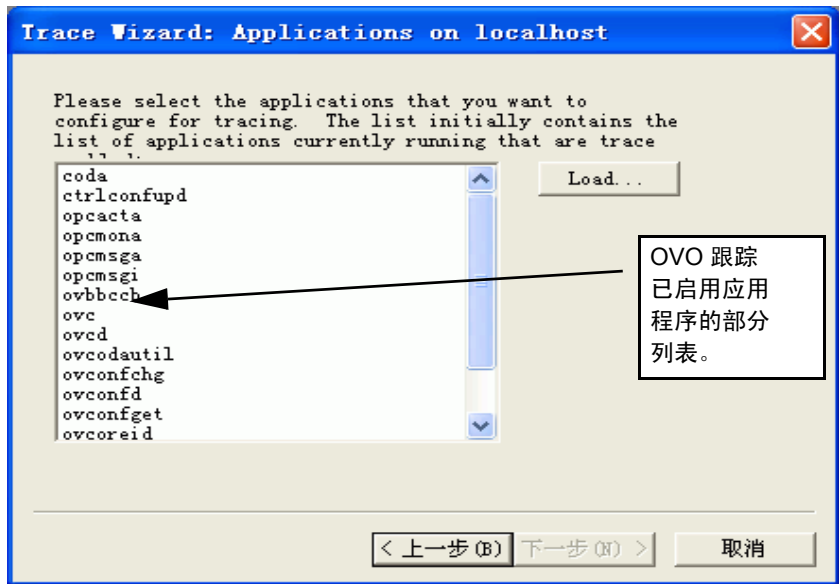 Trace Wizard: Applications on localhost
Please select the applications that you want to
configure for tracing. The list initially contains the
list of applications currently running that are trace
coda
ctrlconfupd
opcacta
opcmona
opcmsga
opcmsgi
ovbbccb
ovc
ovcd
ovcodautil
ovconfchg
ovconfd
ovconfget
ovcoreid
Load...
OVO 跟踪
已启用应用
程序的部分
列表。
< 上一步(B)
下一步(N) >
取消